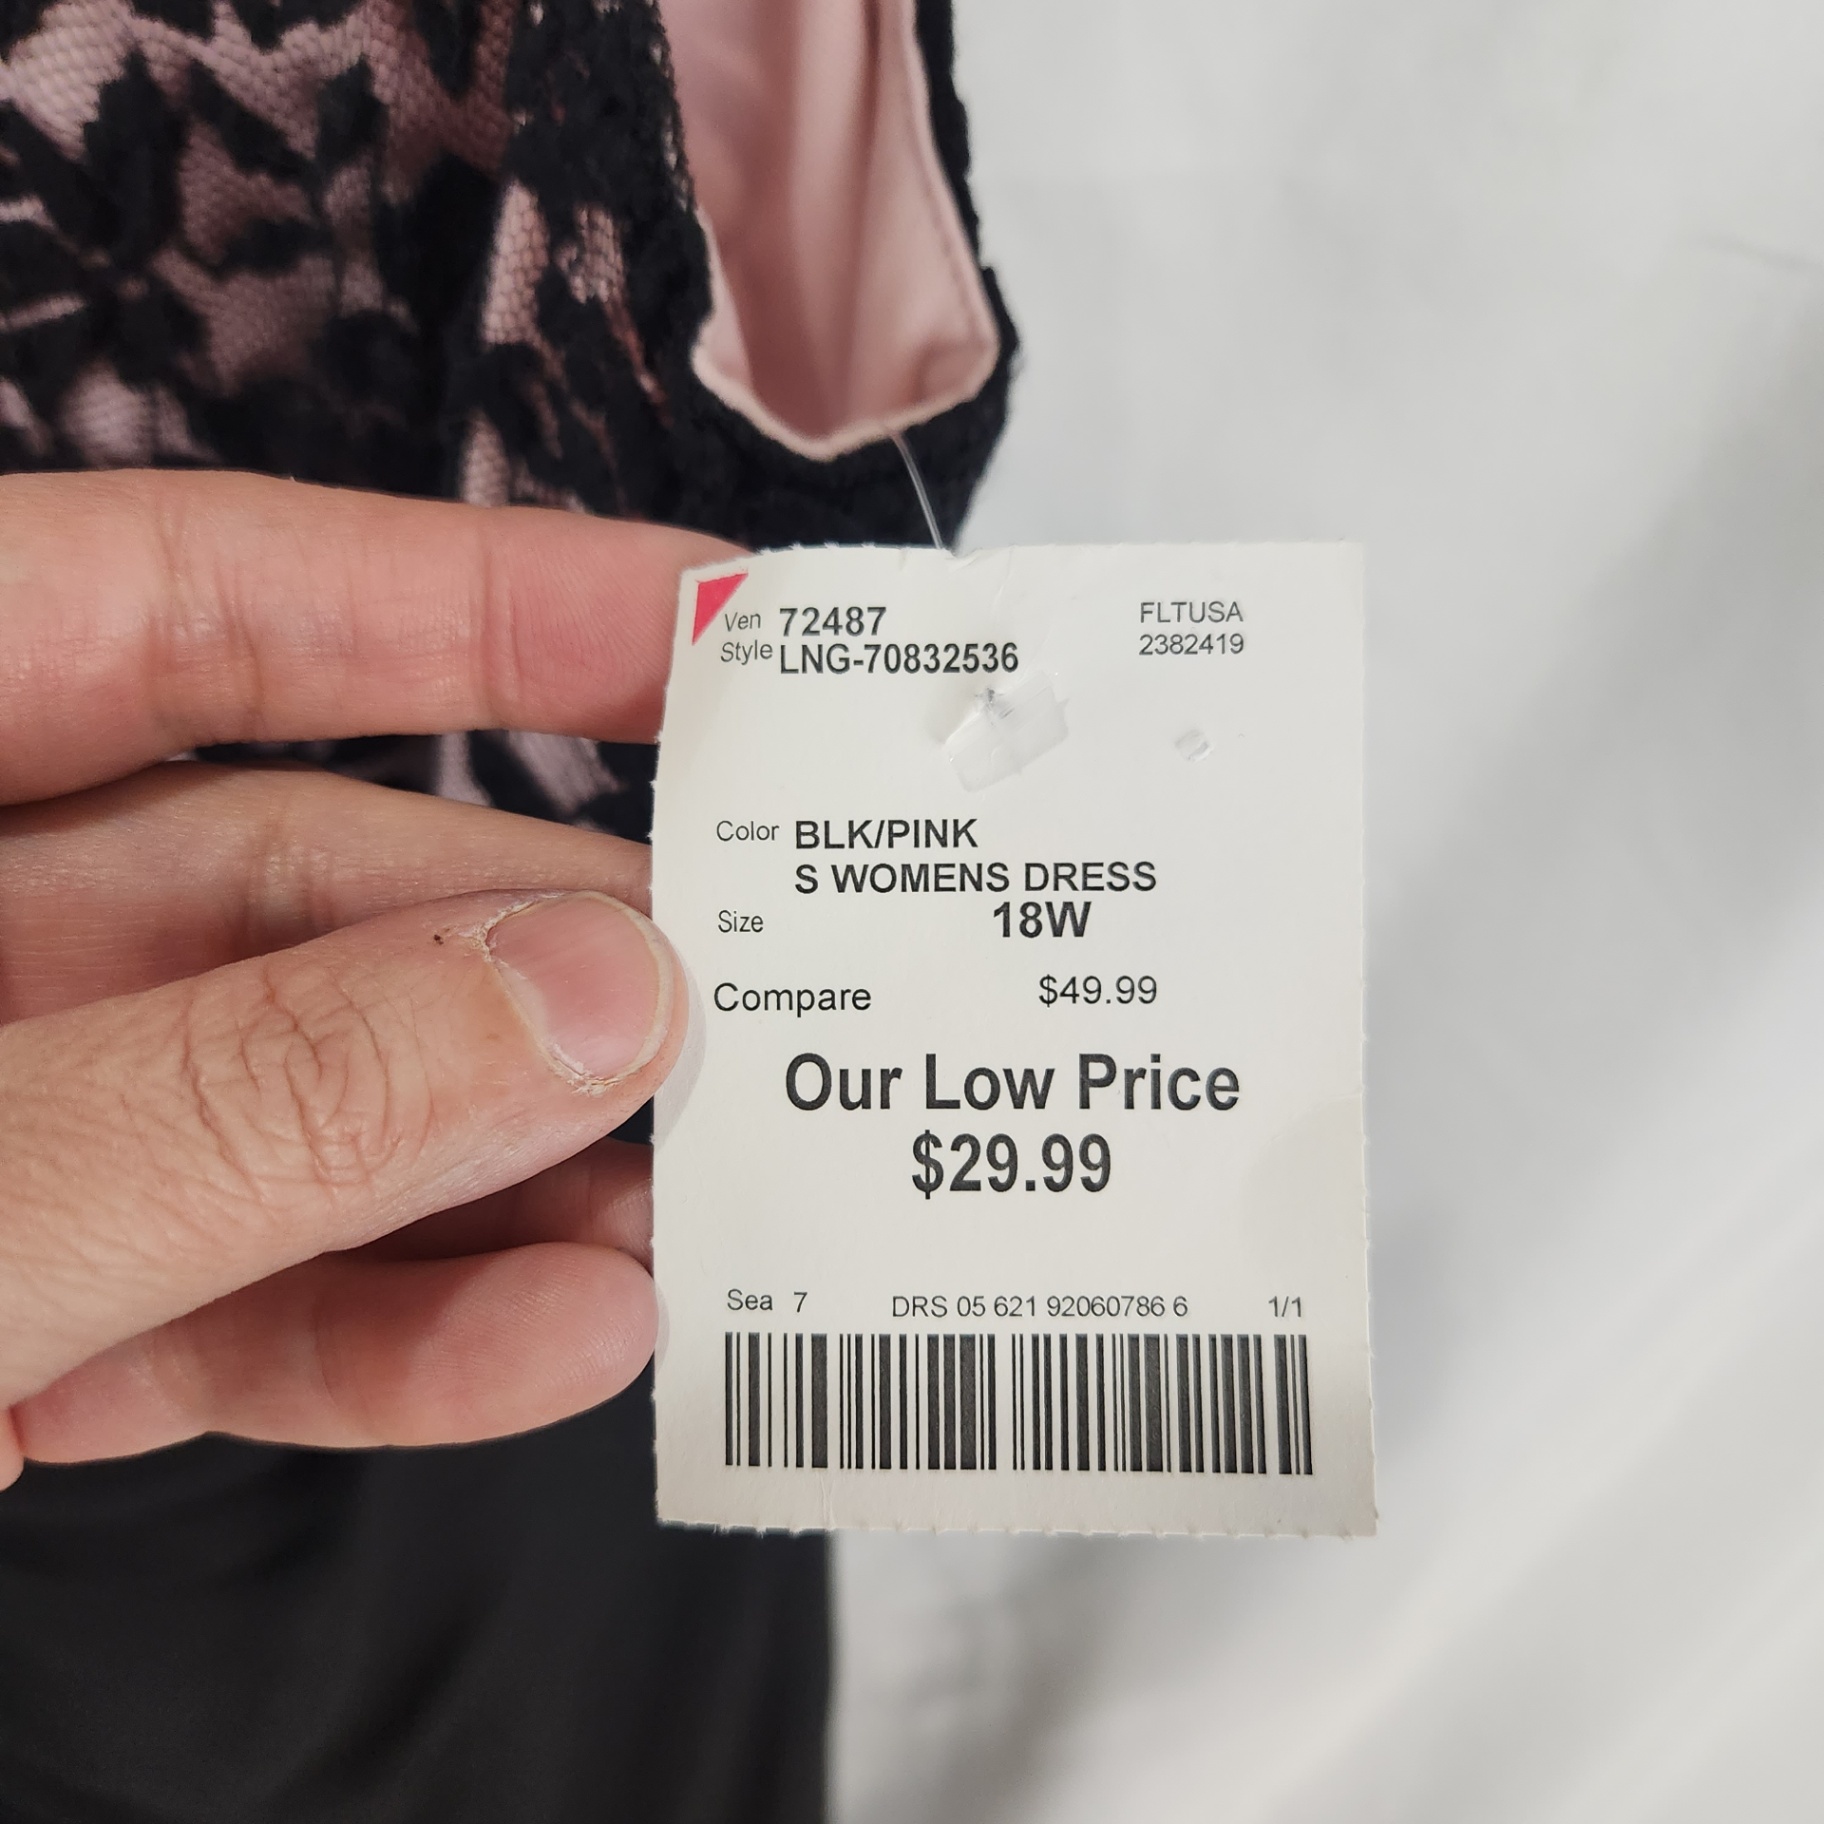 Ven 72487 FLTUSA
Style LNG-70832536 2382419
Color BLK/PINK
S WOMENS DRESS
Size 18W
Compare $49.99
Our Low Price
$29.99
Sea 7 DRS 05 621 92060786 6 1/1